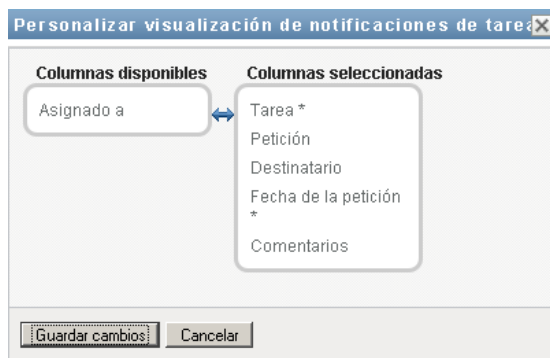 Personalizar visualización de notificaciones de tarea
Columnas disponibles
Asignado a
Columnas seleccionadas
Tarea *
Petición
Destinatario
Fecha de la petición
*
Comentarios
Guardar cambios
Cancelar